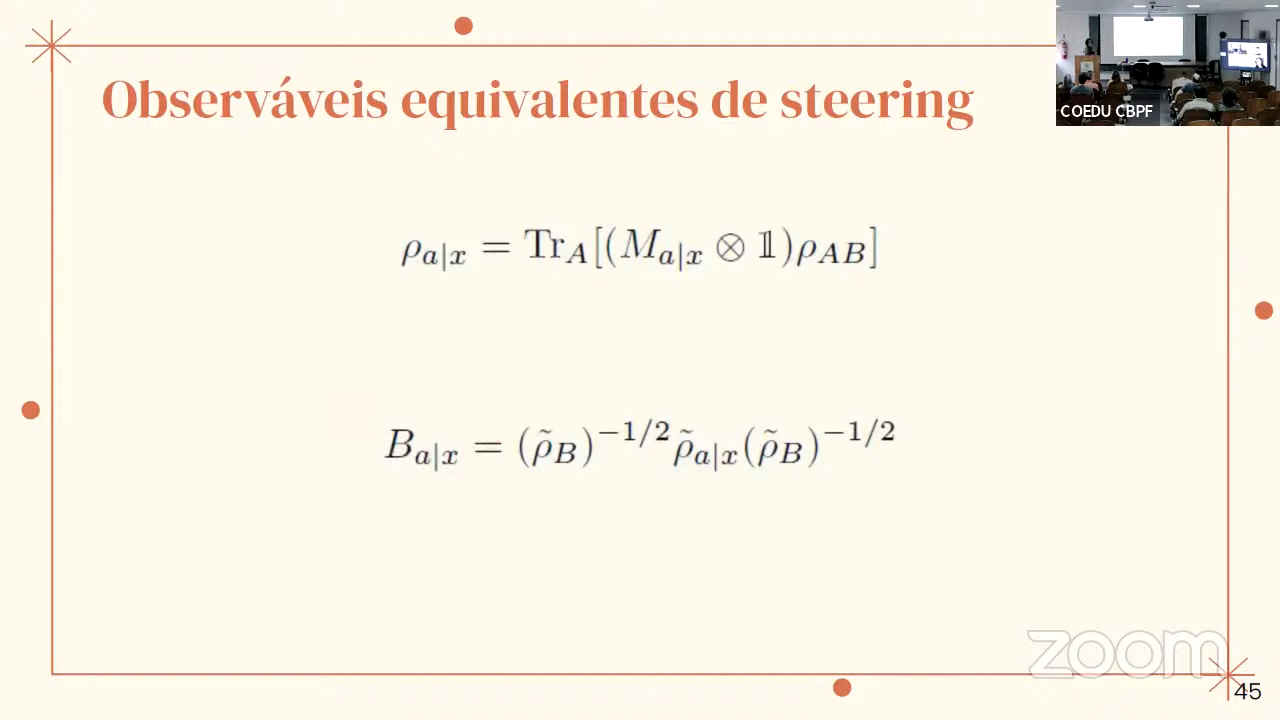 Observáveis equivalentes de steering
COEDU CBPF
ρ_{a|x} = Tr_A[(M_{a|x} ⊗ 𝟙)ρ_{AB}]
B_{a|x} = (ρ̃_B)^{-1/2} ρ̃_{a|x} (ρ̃_B)^{-1/2}
zoom
45